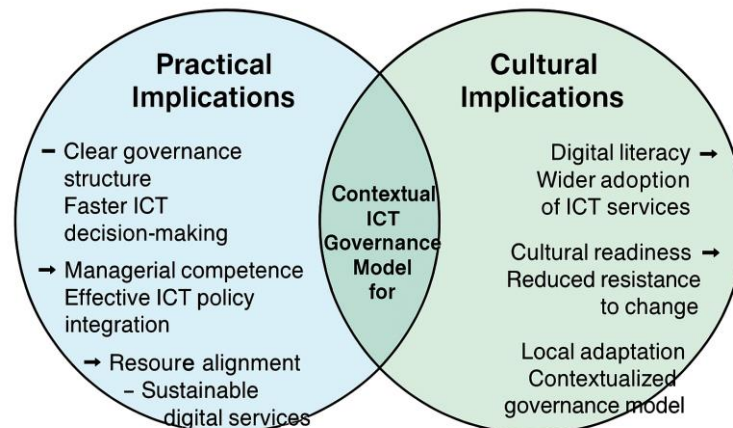 Practical
Implications
– Clear governance
structure
Faster ICT
decision-making
→ Managerial competence
Effective ICT policy
integration
→ Resoure alignment
– Sustainable
digital services
Contextual
ICT
Governance
Model
for
Cultural
Implications
Digital literacy →
Wider adoption
of ICT services
Cultural readiness →
Reduced resistance
to change
Local adaptation
Contextualized
governance model